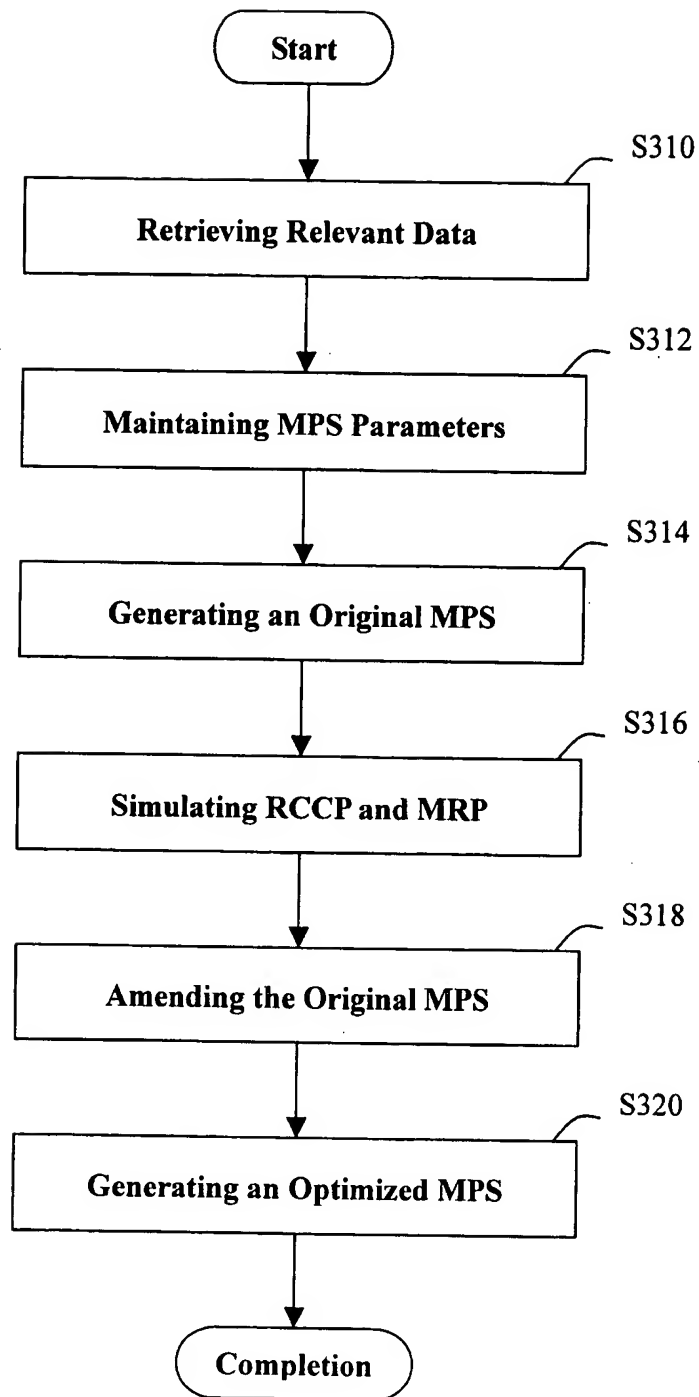 Start
S310
Retrieving Relevant Data
S312
Maintaining MPS Parameters
S314
Generating an Original MPS
S316
Simulating RCCP and MRP
S318
Amending the Original MPS
S320
Generating an Optimized MPS
Completion